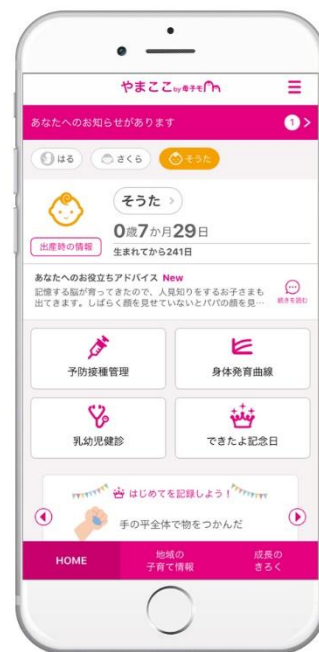 やまここ by 母子モ
あなたへのお知らせがあります 1
はる さくら そうた
そうた
0歳7か月29日
出産時の情報
生まれてから241日
あなたへのお役立ちアドバイス New
記憶する脳が育ってきたので、人見知りをするお子さまも
出てきます。しばらく顔を見せていないとパパの顔を見…
続きを読む
予防接種管理 身体発育曲線
乳幼児健診 できたよ記念日
はじめてを記録しよう!
手の平全体で物をつかんだ
HOME
地域の
子育て情報
成長の
きろく